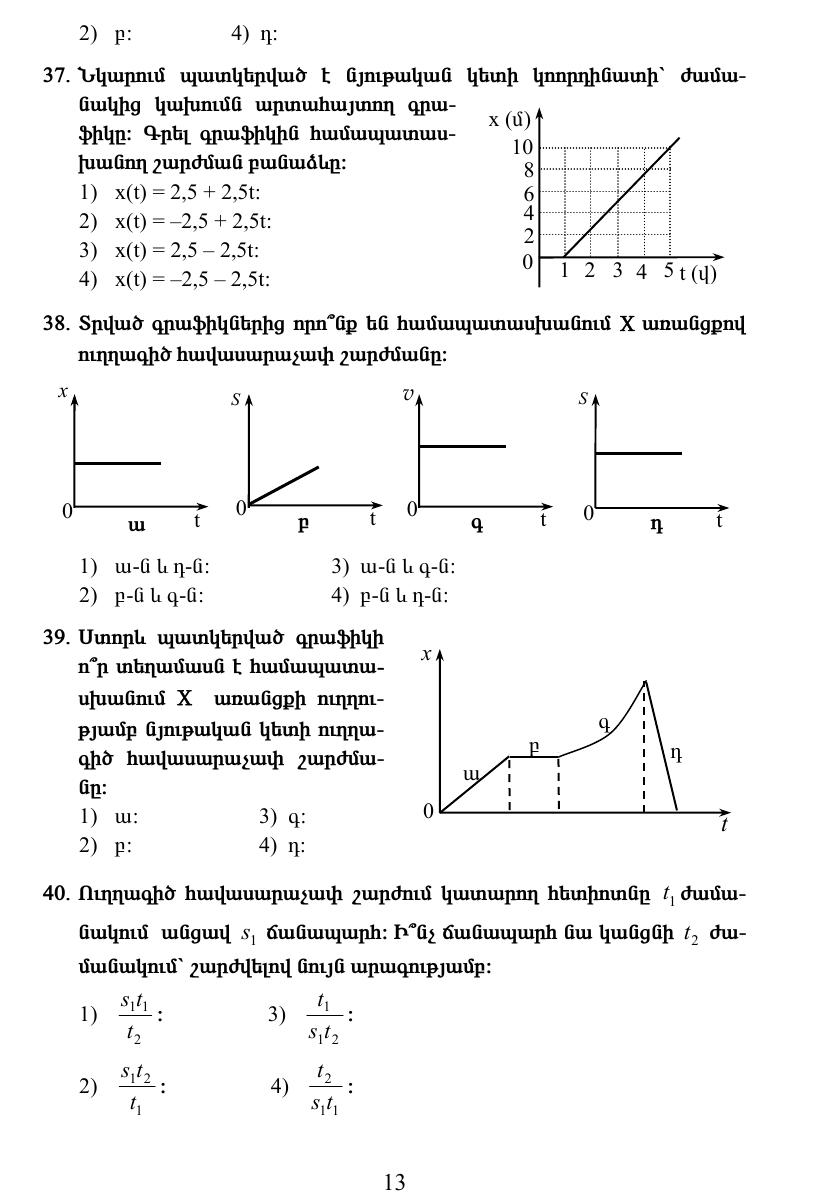 2) բ:	4) դ:
37. Նկարում պատկերված է նյութական կետի կոորդինատի՝ ժամա-
նակից կախումն արտահայտող գրա-
ֆիկը: Գրել գրաֆիկին համապատաս-
խանող շարժման բանաձևը:
1) x(t) = 2,5 + 2,5t:
2) x(t) = –2,5 + 2,5t:
3) x(t) = 2,5 – 2,5t:
4) x(t) = –2,5 – 2,5t:
x (մ)
10
8
6
4
2
0
1 2 3 4 5 t (վ)
38. Տրված գրաֆիկներից որո՞նք են համապատասխանում X առանցքով
ուղղագիծ հավասարաչափ շարժմանը:
x 0 t ա
S 0 t բ
v 0 t գ
S 0 t դ
1) ա-ն և դ-ն:	3) ա-ն և գ-ն:
2) բ-ն և գ-ն:	4) բ-ն և դ-ն:
39. Ստորև պատկերված գրաֆիկի
ո՞ր տեղամասն է համապատա-
սխանում X առանցքի ուղղու-
թյամբ նյութական կետի ուղղա-
գիծ հավասարաչափ շարժմա-
նը:
1) ա:	3) գ:
2) բ:	4) դ:
x
ա բ գ դ
0 t
40. Ուղղագիծ հավասարաչափ շարժում կատարող հետիոտնը t₁ ժամա-
նակում անցավ s₁ ճանապարհ: Ի՞նչ ճանապարհ նա կանցնի t₂ ժա-
մանակում՝ շարժվելով նույն արագությամբ:
1) s₁t₁/t₂ :	3) t₁/s₁t₂ :
2) s₁t₂/t₁ :	4) t₂/s₁t₁ :
13